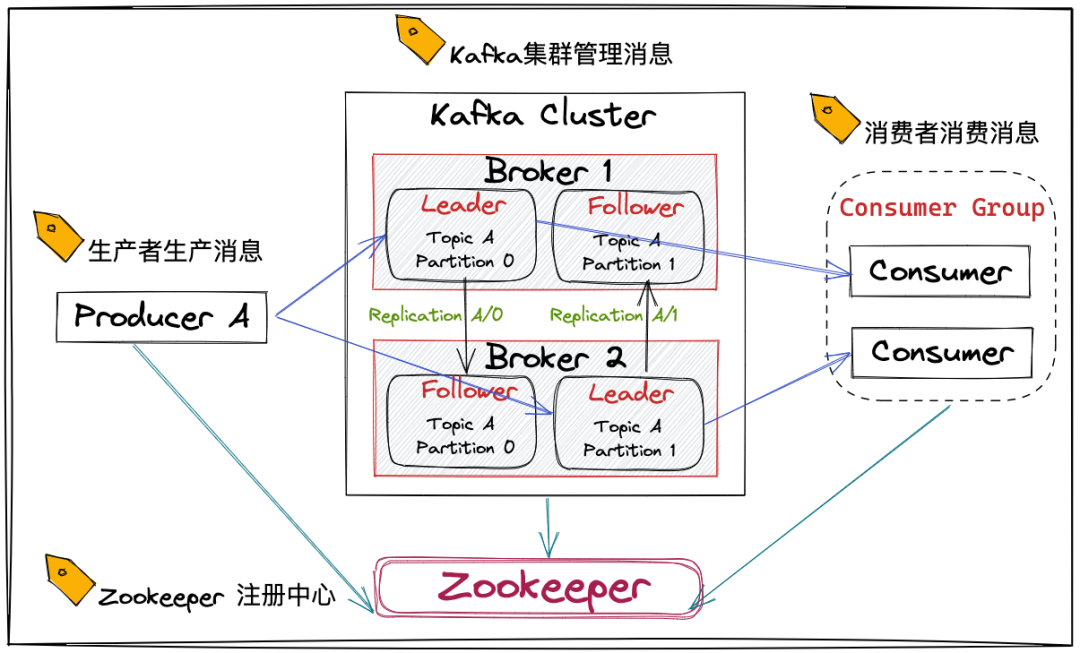 Kafka集群管理消息
Kafka Cluster
消费者消费消息
Broker 1
Leader
Topic A
Partition 0
Follower
Topic A
Partition 1
Consumer Group
Consumer
Consumer
生产者生产消息
Producer A
Replication A/0
Replication A/1
Broker 2
Follower
Topic A
Partition 0
Leader
Topic A
Partition 1
Zookeeper
Zookeeper 注册中心